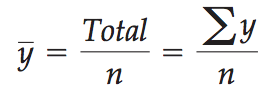 ȳ = Total / n = ∑y / n